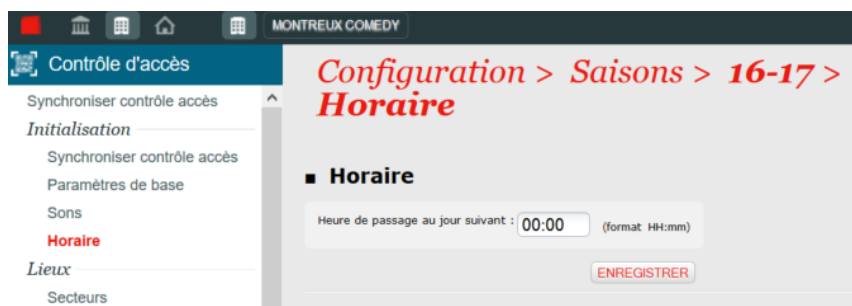 MONTREUX COMEDY
Contrôle d'accès
Synchroniser contrôle accès
Initialisation
Synchroniser contrôle accès
Paramètres de base
Sons
Horaire
Lieux
Secteurs
Configuration > Saisons > 16-17 >
Horaire
Horaire
Heure de passage au jour suivant : 00:00 (format HH:mm)
ENREGISTRER